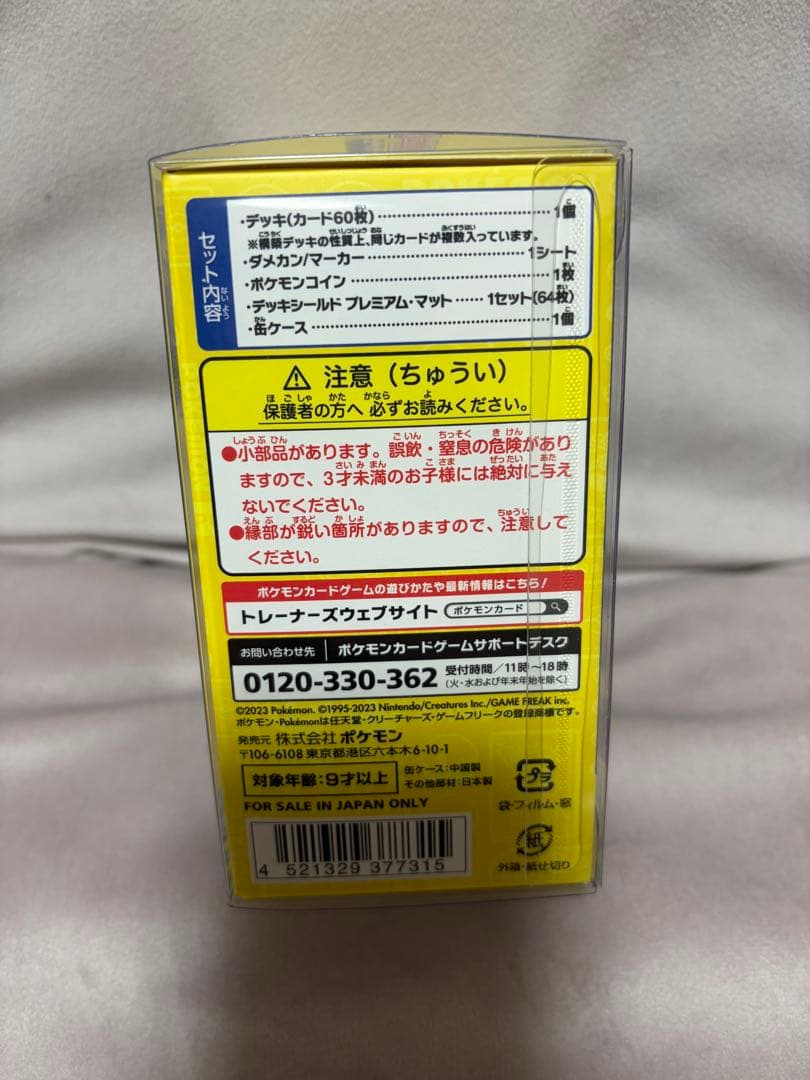 セット内容
・デッキ(カード60枚)……1個
※構築デッキの性質上、同じカードが複数入っています。
・ダメカン/マーカー……1シート
・ポケモンコイン……1枚
・デッキシールド プレミアム・マット……1セット(64枚)
・缶ケース……1個
⚠ 注意(ちゅうい)
保護者の方へ 必ずお読みください。
●小部品があります。誤飲・窒息の危険があり
ますので、3才未満のお子様には絶対に与え
ないでください。
●縁部が鋭い箇所がありますので、注意して
ください。
ポケモンカードゲームの遊びかたや最新情報はこちら!
トレーナーズウェブサイト ポケモンカード
お問い合わせ先 ポケモンカードゲームサポートデスク
0120-330-362 受付時間/11時~18時
(火・水および年末年始を除く)
©2023 Pokémon. ©1995-2023 Nintendo/Creatures Inc./GAME FREAK inc.
ポケモン・Pokémonは任天堂・クリーチャーズ・ゲームフリークの登録商標です。
発売元 株式会社 ポケモン
〒106-6108 東京都港区六本木6-10-1
対象年齢:9才以上
缶ケース:中国製
その他部材:日本製
FOR SALE IN JAPAN ONLY
プラ
袋・フィルム・窓
紙
外箱・紙仕切り
4 521329 377315